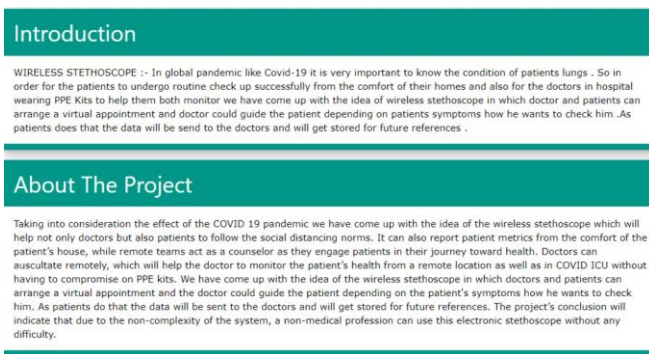 Introduction
WIRELESS STETHOSCOPE :- In global pandemic like Covid-19 it is very important to know the condition of patients lungs . So in
order for the patients to undergo routine check up successfully from the comfort of their homes and also for the doctors in hospital
wearing PPE Kits to help them both monitor we have come up with the idea of wireless stethoscope in which doctor and patients can
arrange a virtual appointment and doctor could guide the patient depending on patients symptoms how he wants to check him .As
patients does that the data will be send to the doctors and will get stored for future references .
About The Project
Taking into consideration the effect of the COVID 19 pandemic we have come up with the idea of the wireless stethoscope which will
help not only doctors but also patients to follow the social distancing norms. It can also report patient metrics from the comfort of the
patient's house, while remote teams act as a counselor as they engage patients in their journey toward health. Doctors can
auscultate remotely, which will help the doctor to monitor the patient's health from a remote location as well as in COVID ICU without
having to compromise on PPE kits. We have come up with the idea of the wireless stethoscope in which doctors and patients can
arrange a virtual appointment and the doctor could guide the patient depending on the patient's symptoms how he wants to check
him. As patients do that the data will be sent to the doctors and will get stored for future references. The project's conclusion will
indicate that due to the non-complexity of the system, a non-medical profession can use this electronic stethoscope without any
difficulty.